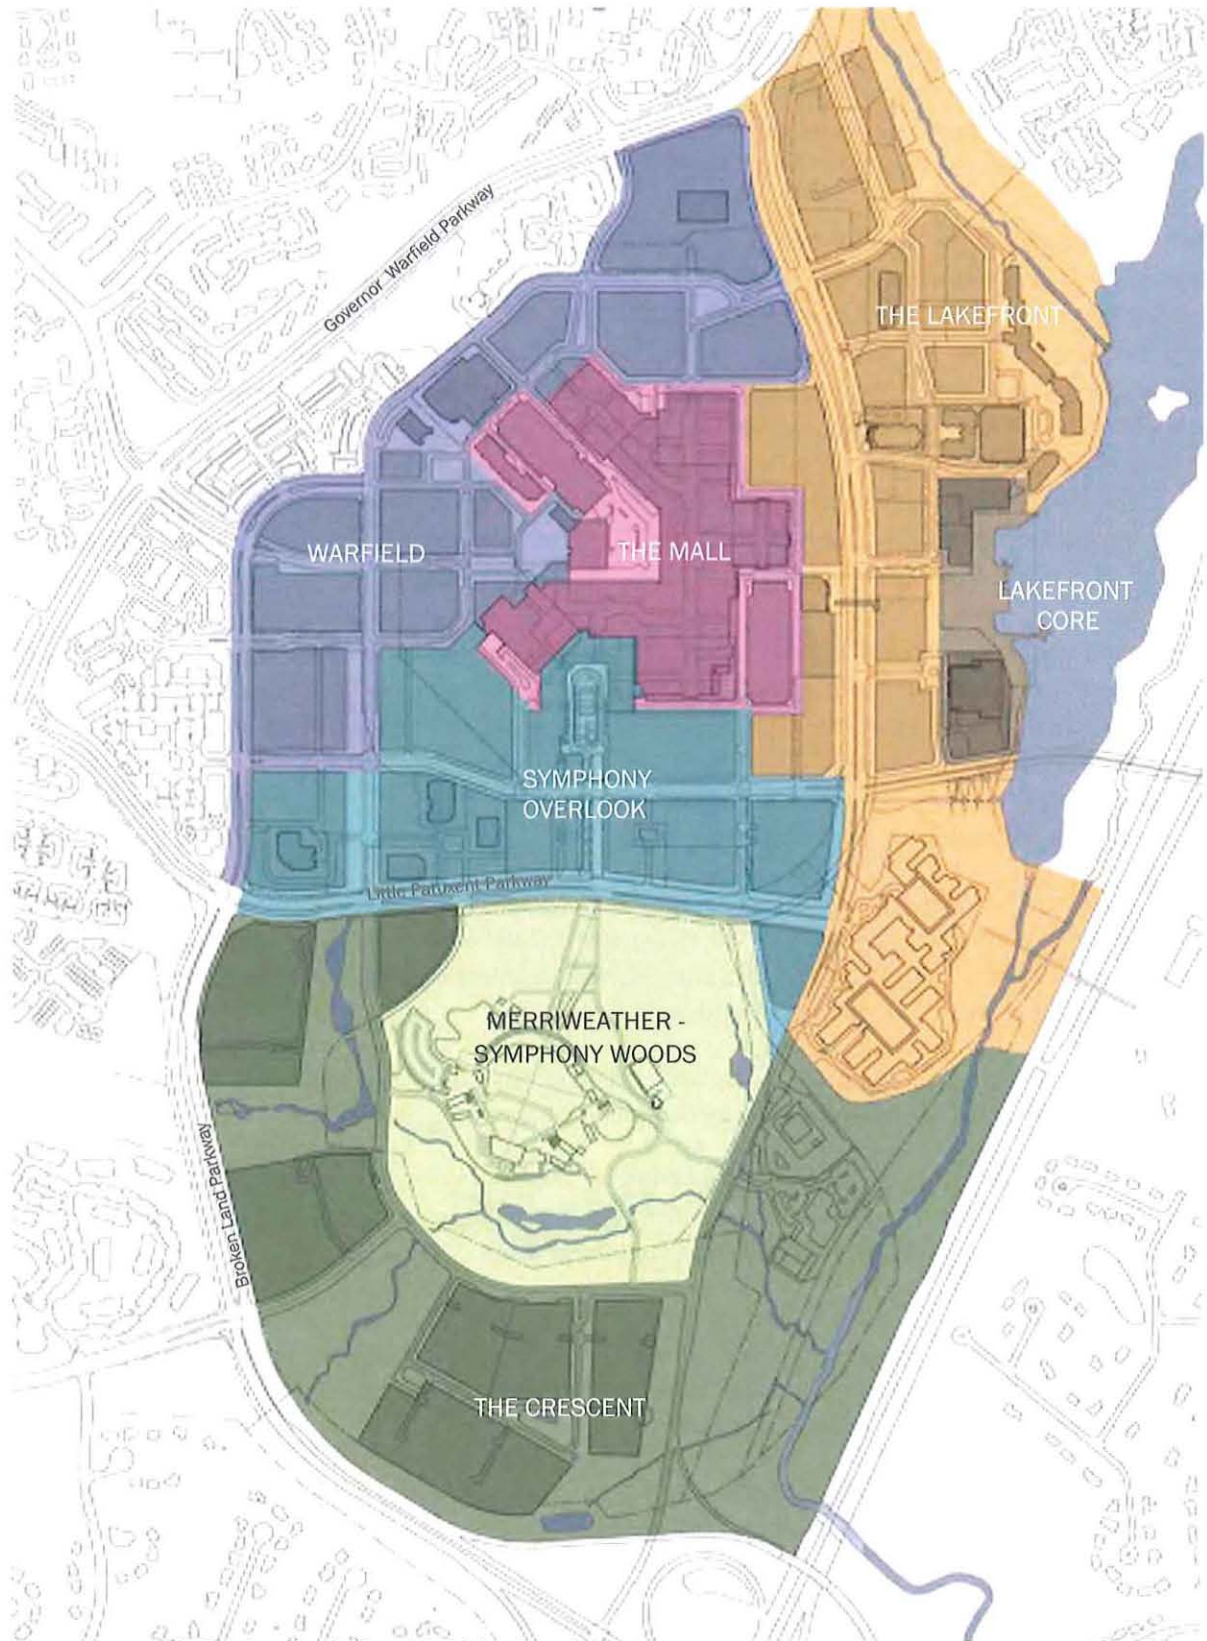 Governor Warfield Parkway
THE LAKEFRONT
WARFIELD
THE MALL
LAKEFRONT
CORE
SYMPHONY
OVERLOOK
Little Patuxent Parkway
MERRIWEATHER -
SYMPHONY WOODS
Broken Land Parkway
THE CRESCENT